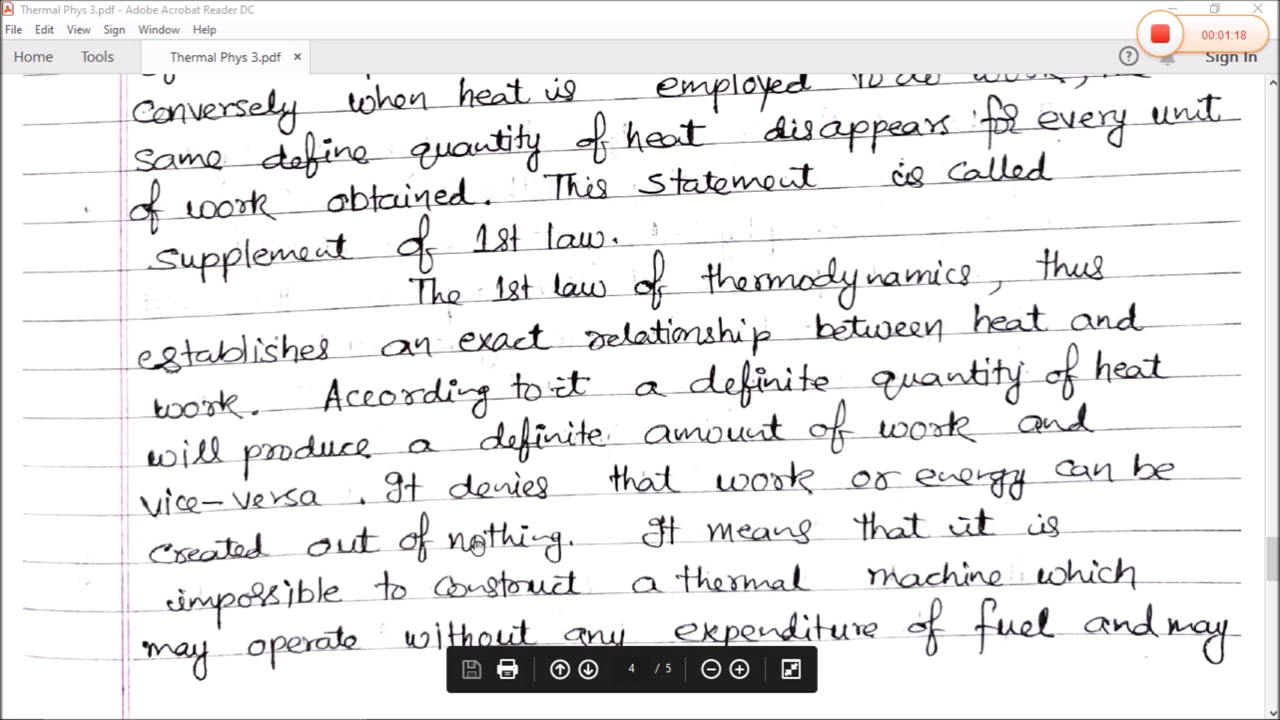 Thermal Phys 3.pdf - Adobe Acrobat Reader DC
File Edit View Sign Window Help
00:01:18
Home Tools Thermal Phys 3.pdf × Sign In
Conversely when heat is employed to do work,
same define quantity of heat disappears for every unit
of work obtained. This statement is called
supplement of 1st law.
The 1st law of thermodynamics, thus
establishes an exact relationship between heat and
work. According to it a definite quantity of heat
will produce a definite amount of work and
vice-versa. It denies that work or energy can be
created out of nothing. It means that it is
impossible to construct a thermal machine which
may operate without any expenditure of fuel and may
4 / 5